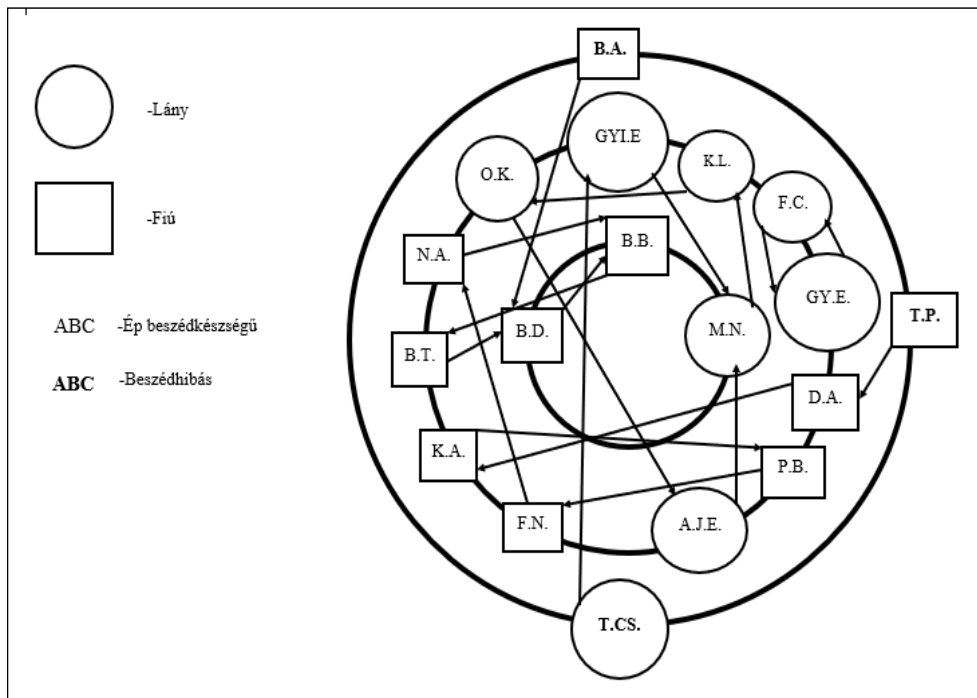 -Lány
-Fiú
ABC -Ép beszédkészségű
ABC -Beszédhibás
B.A.
GYI.E
K.L.
O.K.
F.C.
B.B.
N.A.
GY.E.
T.P.
B.D.
M.N.
B.T.
D.A.
K.A.
P.B.
F.N.
A.J.E.
T.CS.